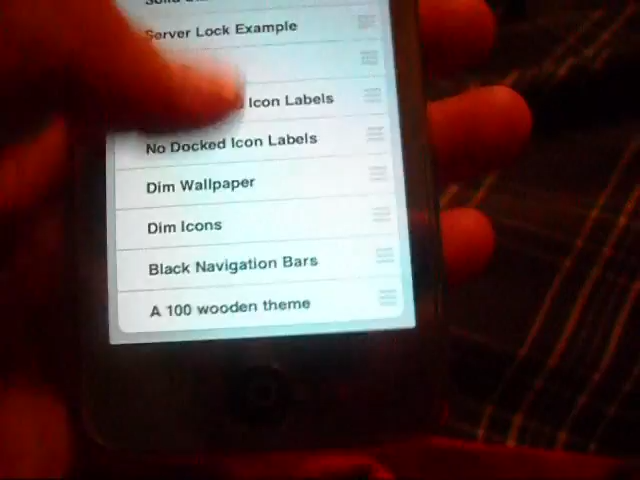 Server Lock Example
Icon Labels
No Docked Icon Labels
Dim Wallpaper
Dim Icons
Black Navigation Bars
A 100 wooden theme